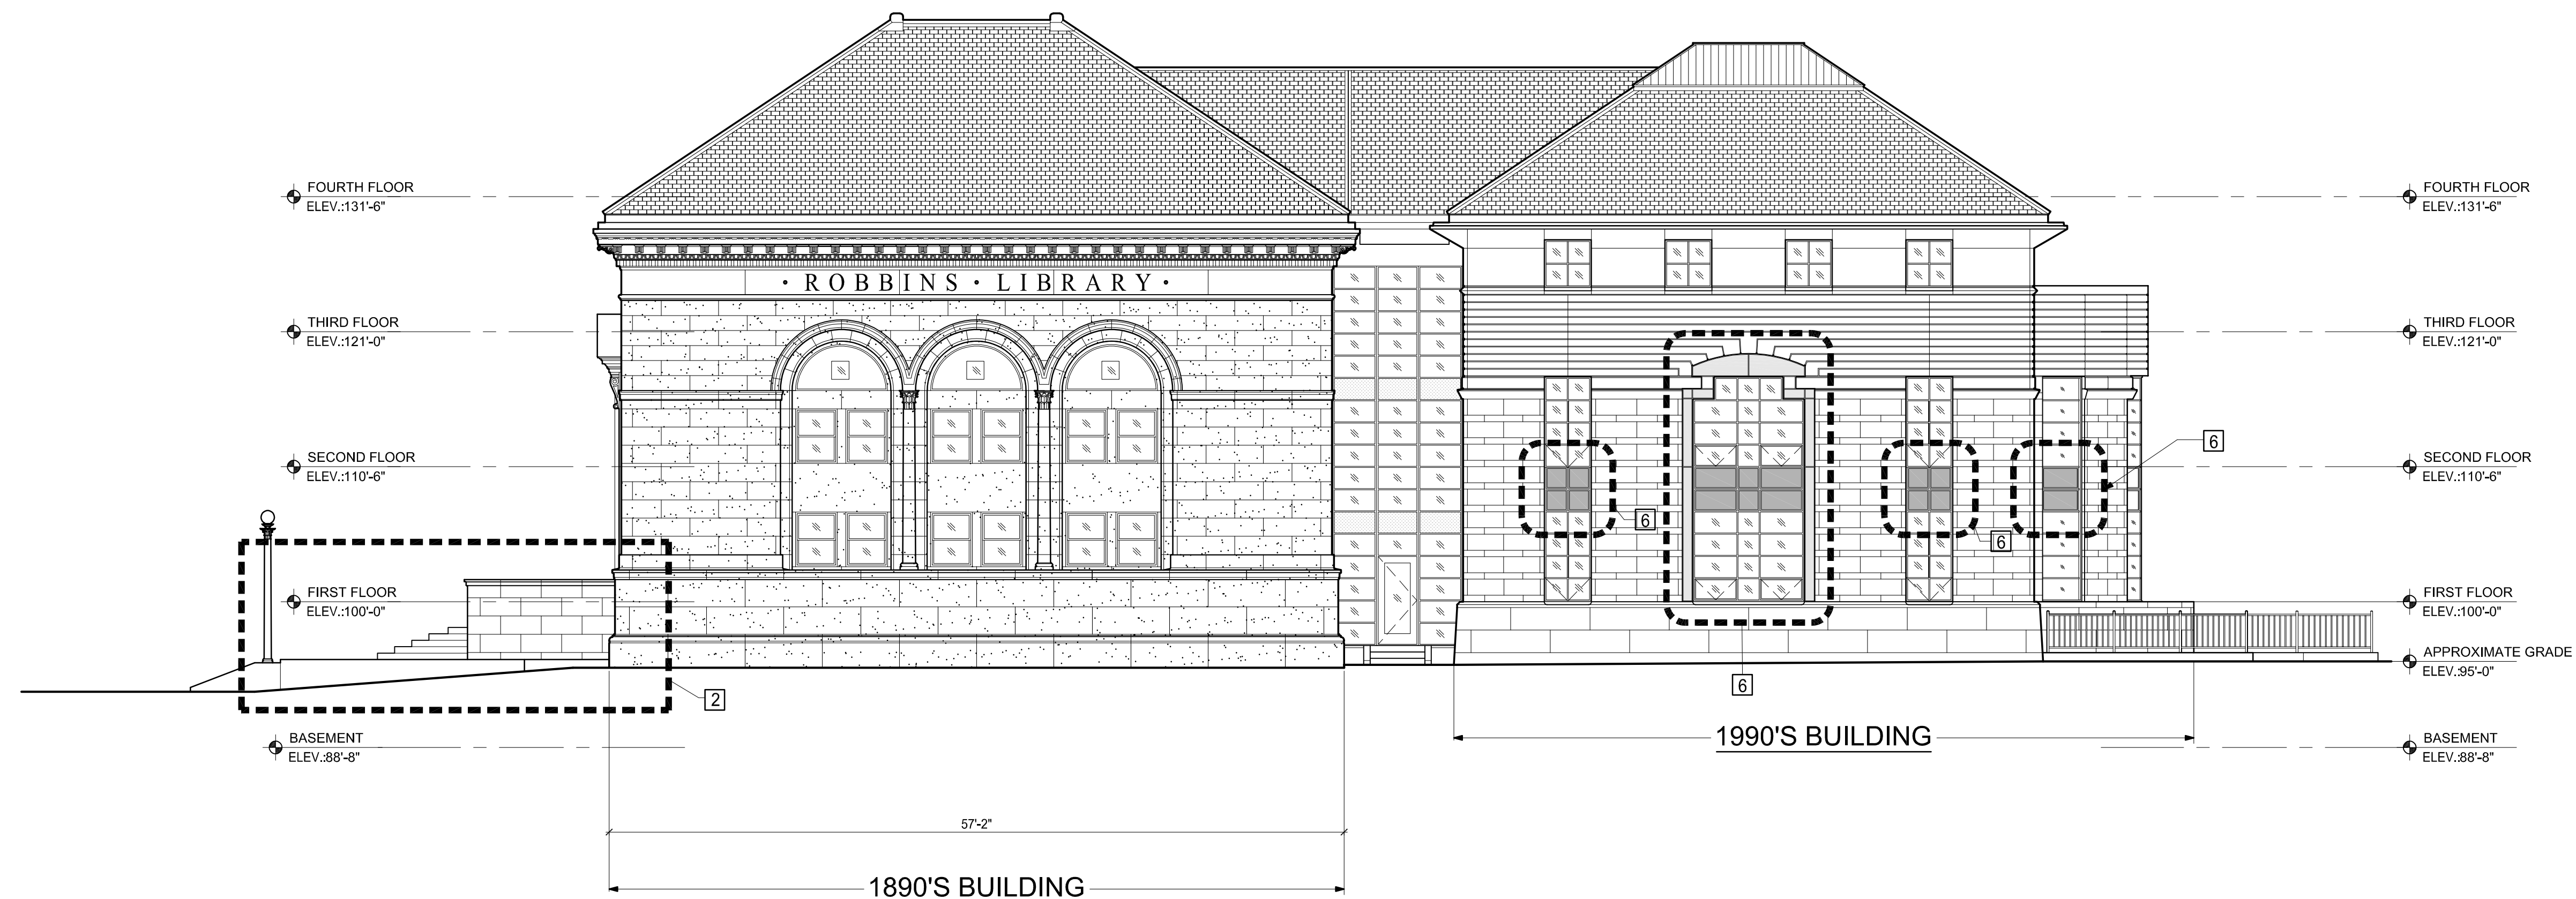 FOURTH FLOOR
ELEV.:131'-6"
FOURTH FLOOR
ELEV.:131'-6"
· ROBBINS · LIBRARY ·
THIRD FLOOR
ELEV.:121'-0"
THIRD FLOOR
ELEV.:121'-0"
6
SECOND FLOOR
ELEV.:110'-6"
SECOND FLOOR
ELEV.:110'-6"
6
6
FIRST FLOOR
ELEV.:100'-0"
FIRST FLOOR
ELEV.:100'-0"
APPROXIMATE GRADE
ELEV.:95'-0"
6
2
1990'S BUILDING
BASEMENT
ELEV.:88'-8"
BASEMENT
ELEV.:88'-8"
57'-2"
1890'S BUILDING